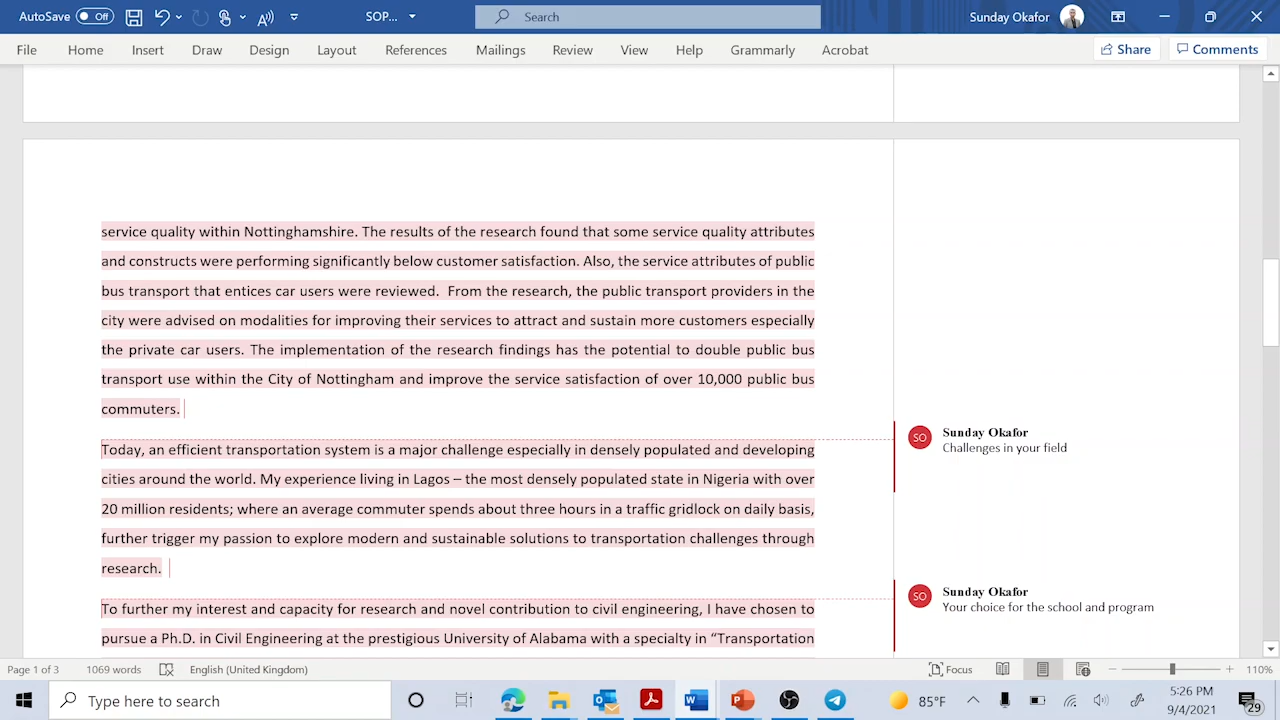 AutoSave Off SOP... Search Sunday Okafor
File Home Insert Draw Design Layout References Mailings Review View Help Grammarly Acrobat Share Comments
service quality within Nottinghamshire. The results of the research found that some service quality attributes
and constructs were performing significantly below customer satisfaction. Also, the service attributes of public
bus transport that entices car users were reviewed.  From the research, the public transport providers in the
city were advised on modalities for improving their services to attract and sustain more customers especially
the private car users. The implementation of the research findings has the potential to double public bus
transport use within the City of Nottingham and improve the service satisfaction of over 10,000 public bus
commuters.
Today, an efficient transportation system is a major challenge especially in densely populated and developing
cities around the world. My experience living in Lagos – the most densely populated state in Nigeria with over
20 million residents; where an average commuter spends about three hours in a traffic gridlock on daily basis,
further trigger my passion to explore modern and sustainable solutions to transportation challenges through
research.
To further my interest and capacity for research and novel contribution to civil engineering, I have chosen to
pursue a Ph.D. in Civil Engineering at the prestigious University of Alabama with a specialty in “Transportation
SO Sunday Okafor
Challenges in your field
SO Sunday Okafor
Your choice for the school and program
Page 1 of 3 1069 words English (United Kingdom) Focus 110%
Type here to search 85°F 5:26 PM
9/4/2021 29